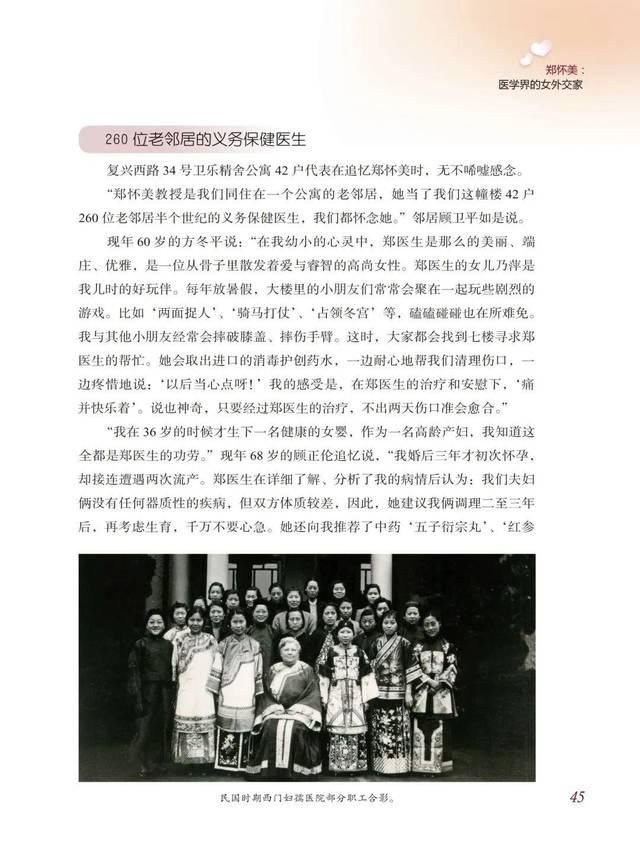 郑怀美：
医学界的女外交家
260 位老邻居的义务保健医生
复兴西路 34 号卫乐精舍公寓 42 户代表在追忆郑怀美时，无不唏嘘感念。
“郑怀美教授是我们同住在一个公寓的老邻居，她当了我们这幢楼 42 户
260 位老邻居半个世纪的义务保健医生，我们都怀念她。”邻居顾卫平如是说。
现年 60 岁的方冬平说：“在我幼小的心灵中，郑医生是那么的美丽、端
庄、优雅，是一位从骨子里散发着爱与睿智的高尚女性。郑医生的女儿乃萍是
我儿时的好玩伴。每年放暑假，大楼里的小朋友们常常会聚在一起玩些剧烈的
游戏。比如‘两面捉人’、‘骑马打仗’、‘占领冬宫’等，磕磕碰碰也在所难免。
我与其他小朋友经常会摔破膝盖、摔伤手臂。这时，大家都会找到七楼寻求郑
医生的帮忙。她会取出进口的消毒护创药水，一边耐心地帮我们清理伤口，一
边疼惜地说：‘以后当心点呀！’我的感受是，在郑医生的治疗和安慰下，‘痛
并快乐着’。说也神奇，只要经过郑医生的治疗，不出两天伤口准会愈合。”
“我在 36 岁的时候才生下一名健康的女婴，作为一名高龄产妇，我知道这
全都是郑医生的功劳。”现年 68 岁的顾正伦追忆说，“我婚后三年才初次怀孕，
却接连遭遇两次流产。郑医生在详细了解、分析了我的病情后认为：我们夫妇
俩没有任何器质性的疾病，但双方体质较差，因此，她建议我俩调理二至三年
后，再考虑生育，千万不要心急。她还向我推荐了中药‘五子衍宗丸’、‘红参
民国时期西门妇孺医院部分职工合影。
45